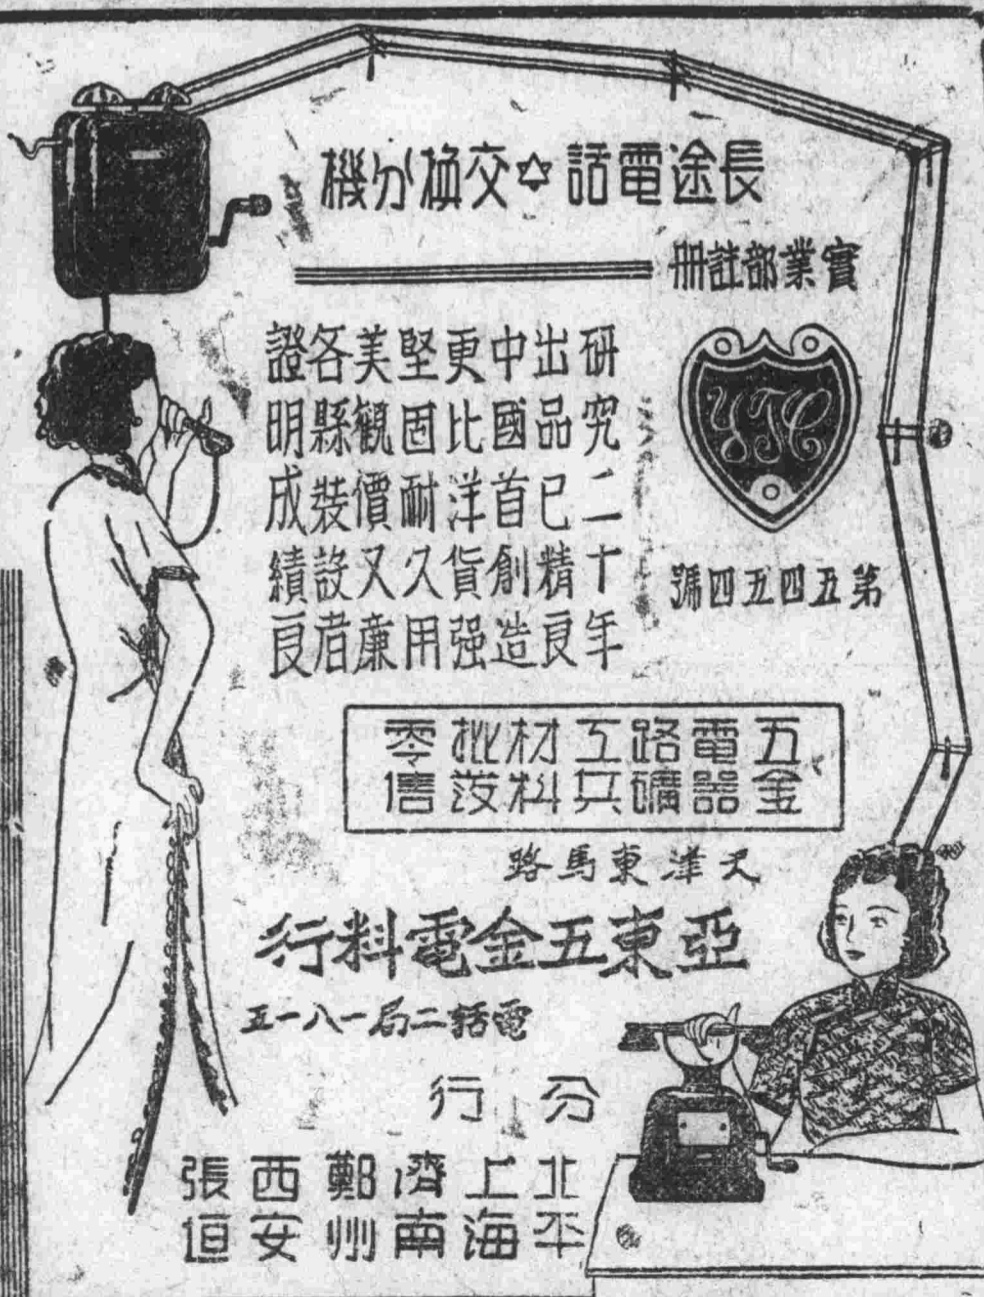 長途電話✡交換分機
實業部註冊
YTC
第五四五四號
研究二十年
出品已精良
中國首創造
更比洋貨強
堅固耐久用
美觀價又廉
各縣裝設者
證明成績良
五金
電器
路礦
工兵
材料
批發
零售
天津東馬路
亞東五金電料行
電話二局一八一五
分行
北平
上海
濟南
鄭州
西安
張垣